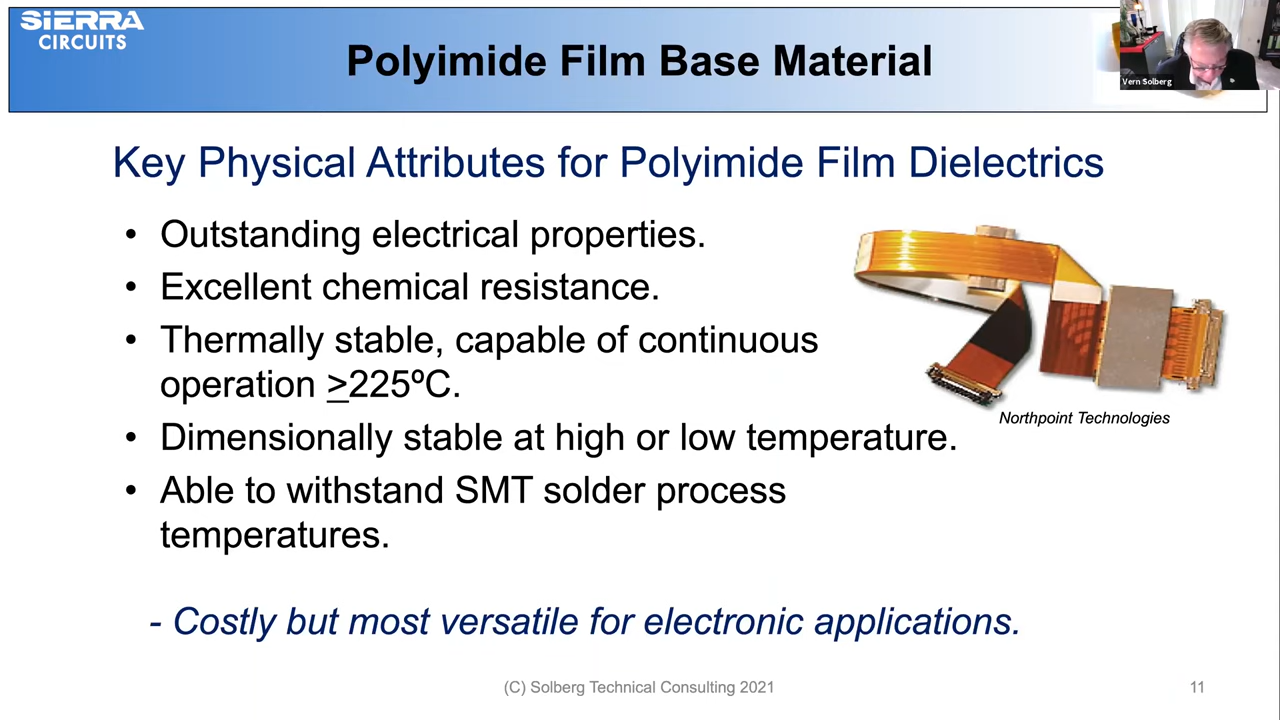 SIERRA
CIRCUITS
Polyimide Film Base Material
Vern Solberg
Key Physical Attributes for Polyimide Film Dielectrics
• Outstanding electrical properties.
• Excellent chemical resistance.
• Thermally stable, capable of continuous
operation >225ºC.
Northpoint Technologies
• Dimensionally stable at high or low temperature.
• Able to withstand SMT solder process
temperatures.
- Costly but most versatile for electronic applications.
(C) Solberg Technical Consulting 2021
11